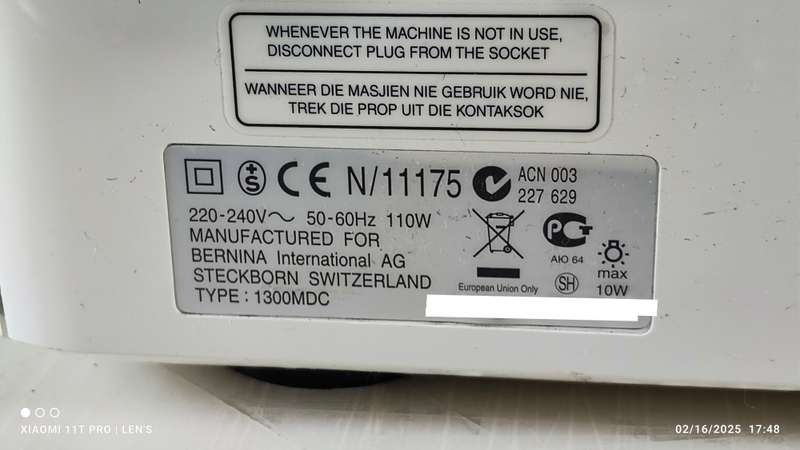 WHENEVER THE MACHINE IS NOT IN USE,
DISCONNECT PLUG FROM THE SOCKET
WANNEER DIE MASJIEN NIE GEBRUIK WORD NIE,
TREK DIE PROP UIT DIE KONTAKSOK
+S CE N/11175 ACN 003
227 629
220-240V~ 50-60Hz 110W
MANUFACTURED FOR
BERNINA International AG
STECKBORN SWITZERLAND
TYPE : 1300MDC
European Union Only
РСТ
АЮ 64
SH
max
10W
XIAOMI 11T PRO | LEN'S
02/16/2025 17:48